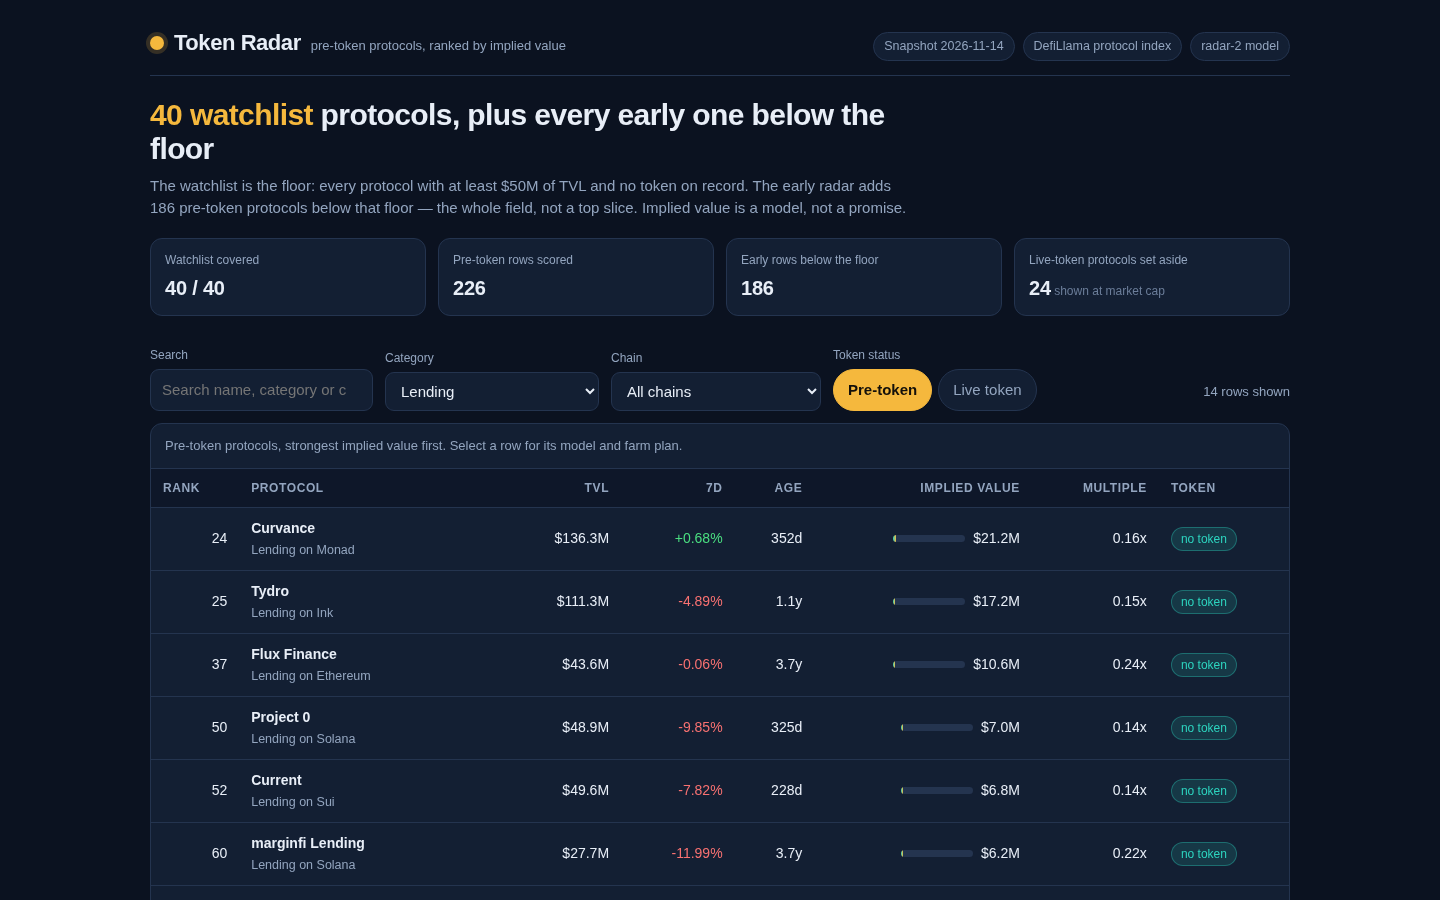 Token Radar pre-token protocols, ranked by implied value
Snapshot 2026-11-14
DefiLlama protocol index
radar-2 model
40 watchlist protocols, plus every early one below the
floor
The watchlist is the floor: every protocol with at least $50M of TVL and no token on record. The early radar adds
186 pre-token protocols below that floor — the whole field, not a top slice. Implied value is a model, not a promise.
Watchlist covered
40 / 40
Pre-token rows scored
226
Early rows below the floor
186
Live-token protocols set aside
24 shown at market cap
Search
Search name, category or c
Category
Lending
Chain
All chains
Token status
Pre-token
Live token
14 rows shown
Pre-token protocols, strongest implied value first. Select a row for its model and farm plan.
RANK PROTOCOL TVL 7D AGE IMPLIED VALUE MULTIPLE TOKEN
24 Curvance $136.3M +0.68% 352d $21.2M 0.16x no token
Lending on Monad
25 Tydro $111.3M -4.89% 1.1y $17.2M 0.15x no token
Lending on Ink
37 Flux Finance $43.6M -0.06% 3.7y $10.6M 0.24x no token
Lending on Ethereum
50 Project 0 $48.9M -9.85% 325d $7.0M 0.14x no token
Lending on Solana
52 Current $49.6M -7.82% 228d $6.8M 0.14x no token
Lending on Sui
60 marginfi Lending $27.7M -11.99% 3.7y $6.2M 0.22x no token
Lending on Solana